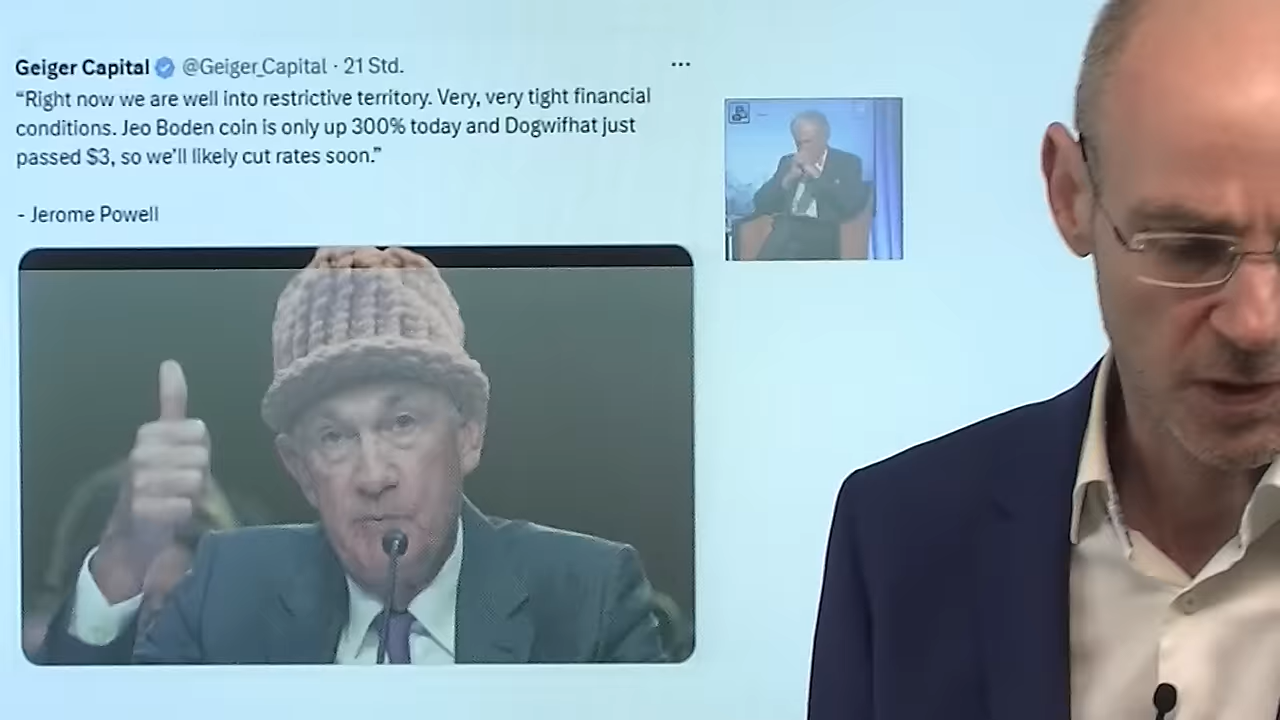 Geiger Capital @Geiger_Capital · 21 Std.
“Right now we are well into restrictive territory. Very, very tight financial
conditions. Jeo Boden coin is only up 300% today and Dogwifhat just
passed $3, so we’ll likely cut rates soon.”
- Jerome Powell